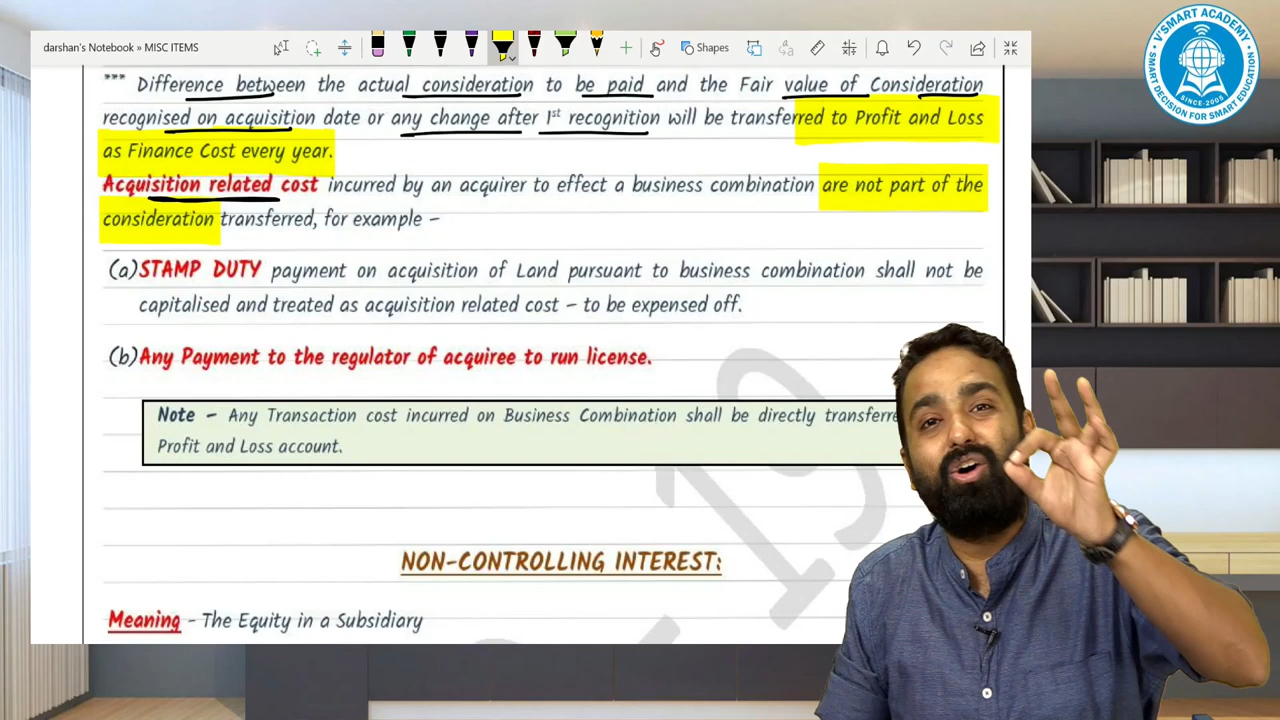 darshan's Notebook » MISC ITEMS
Shapes
V'SMART ACADEMY
SINCE-2005
SMART DECISION FOR SMART EDUCATION
*** Difference between the actual consideration to be paid and the Fair value of Consideration
recognised on acquisition date or any change after 1st recognition will be transferred to Profit and Loss
as Finance Cost every year.
Acquisition related cost incurred by an acquirer to effect a business combination are not part of the
consideration transferred, for example –
(a) STAMP DUTY payment on acquisition of Land pursuant to business combination shall not be
capitalised and treated as acquisition related cost – to be expensed off.
(b) Any Payment to the regulator of acquiree to run license.
Note – Any Transaction cost incurred on Business Combination shall be directly
Profit and Loss account.
NON-CONTROLLING INTEREST:
Meaning - The Equity in a Subsidiary